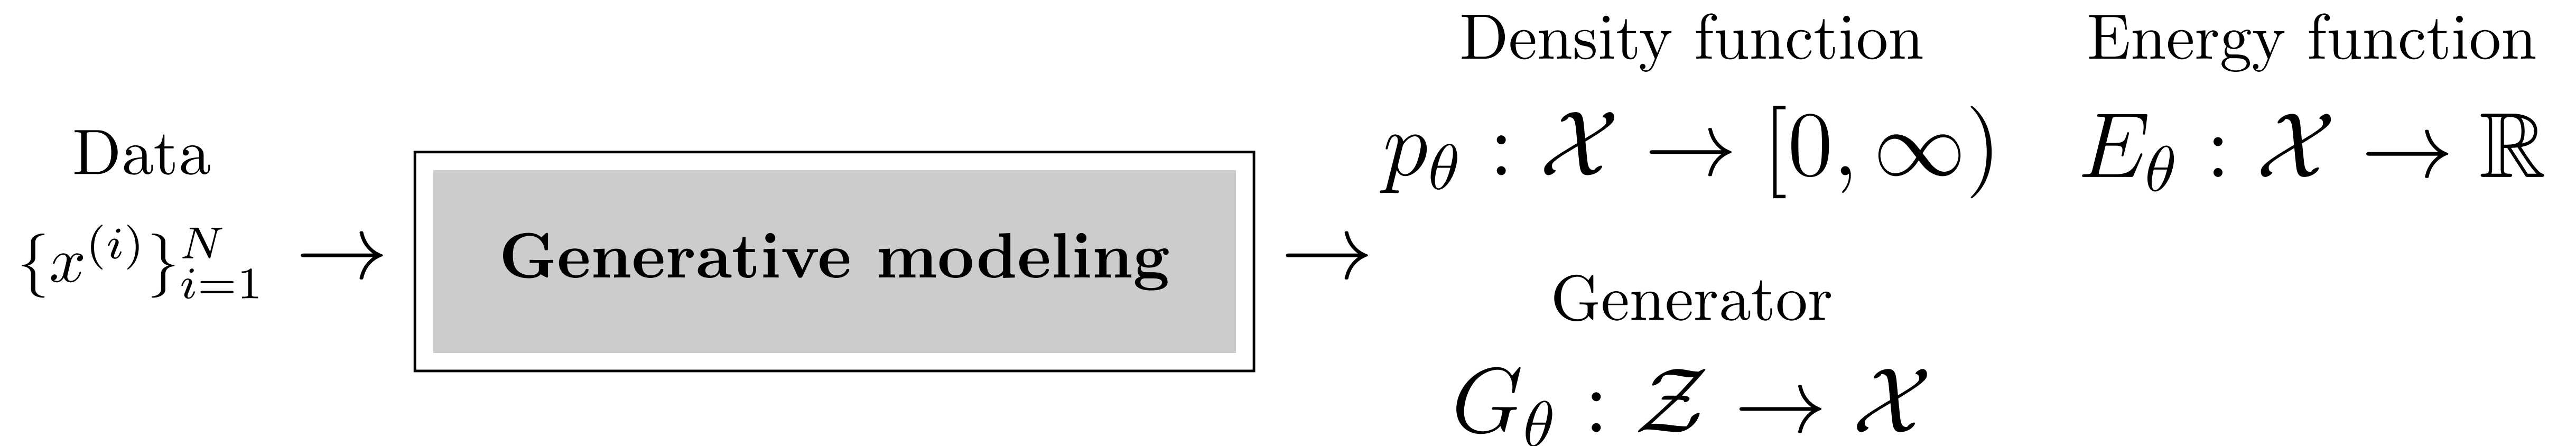 Data
{x^{(i)}}_{i=1}^{N} →
Generative modeling
→
Density function
p_θ : 𝒳 → [0, ∞)
Energy function
E_θ : 𝒳 → ℝ
Generator
G_θ : 𝒵 → 𝒳